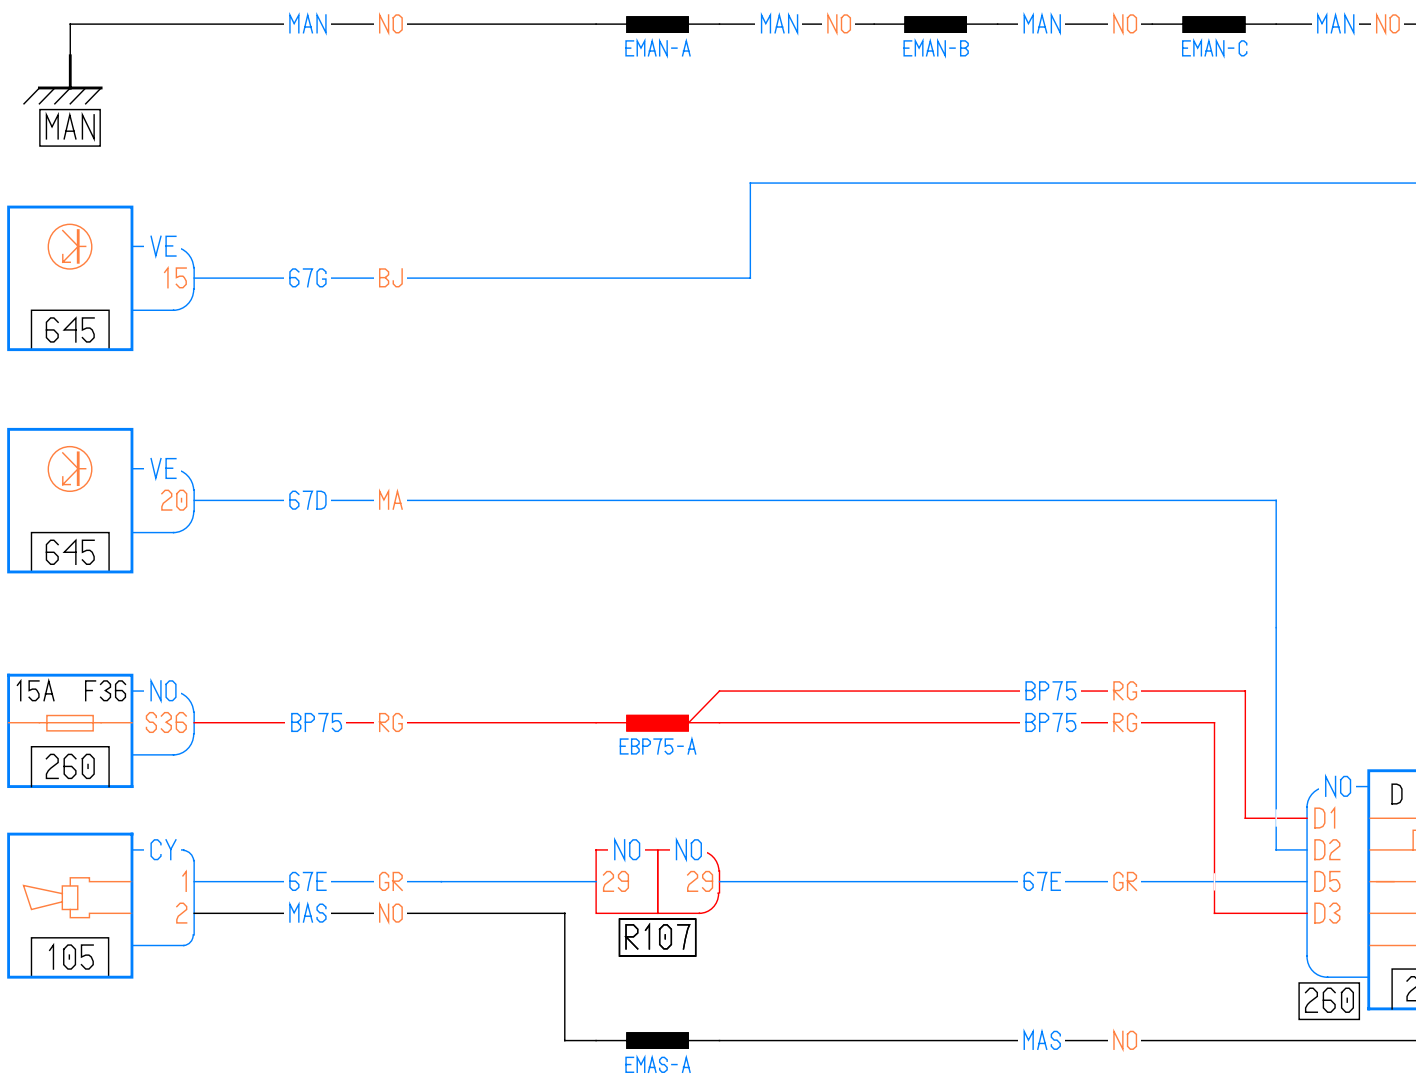 MAN NO MAN NO MAN NO MAN NO
EMAN-A EMAN-B EMAN-C
MAN
VE
15 67G BJ
645
VE
20 67D MA
645
15A F36 NO BP75 RG
S36 BP75 RG BP75 RG
EBP75-A
260
NO D
D1
CY NO NO D2
1 67E GR 29 29 67E GR D5
2 MAS NO D3
R107
105
260
MAS NO
EMAS-A